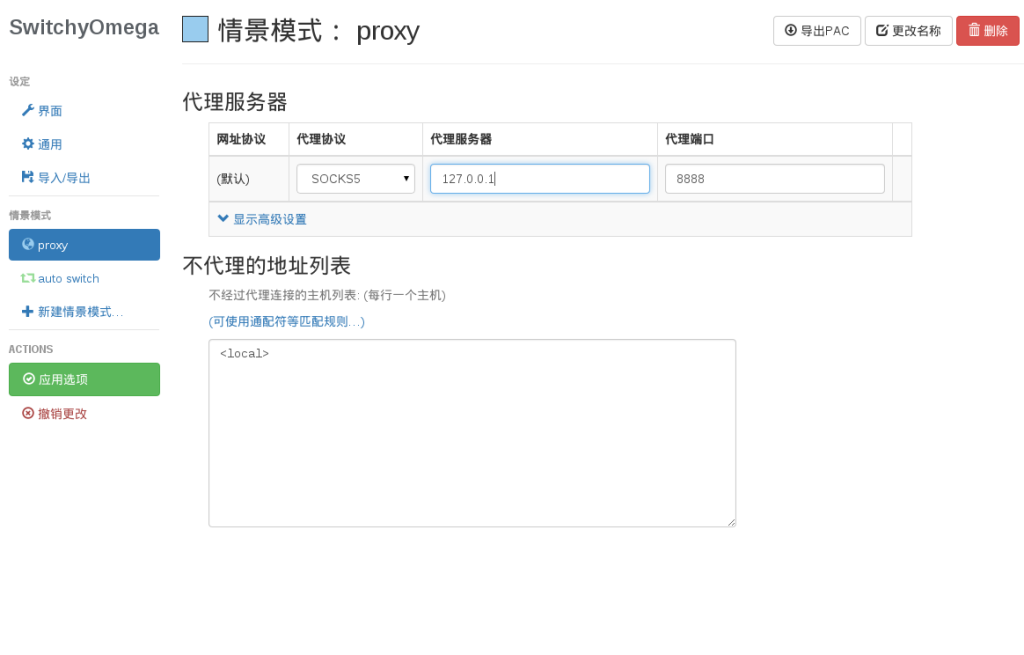 SwitchyOmega
设定
界面
通用
导入/导出
情景模式
proxy
auto switch
新建情景模式...
ACTIONS
应用选项
撤销更改
情景模式： proxy
导出PAC 更改名称 删除
代理服务器
网址协议 代理协议 代理服务器 代理端口
(默认) SOCKS5 127.0.0.1 8888
显示高级设置
不代理的地址列表
不经过代理连接的主机列表: (每行一个主机)
(可使用通配符等匹配规则...)
<local>